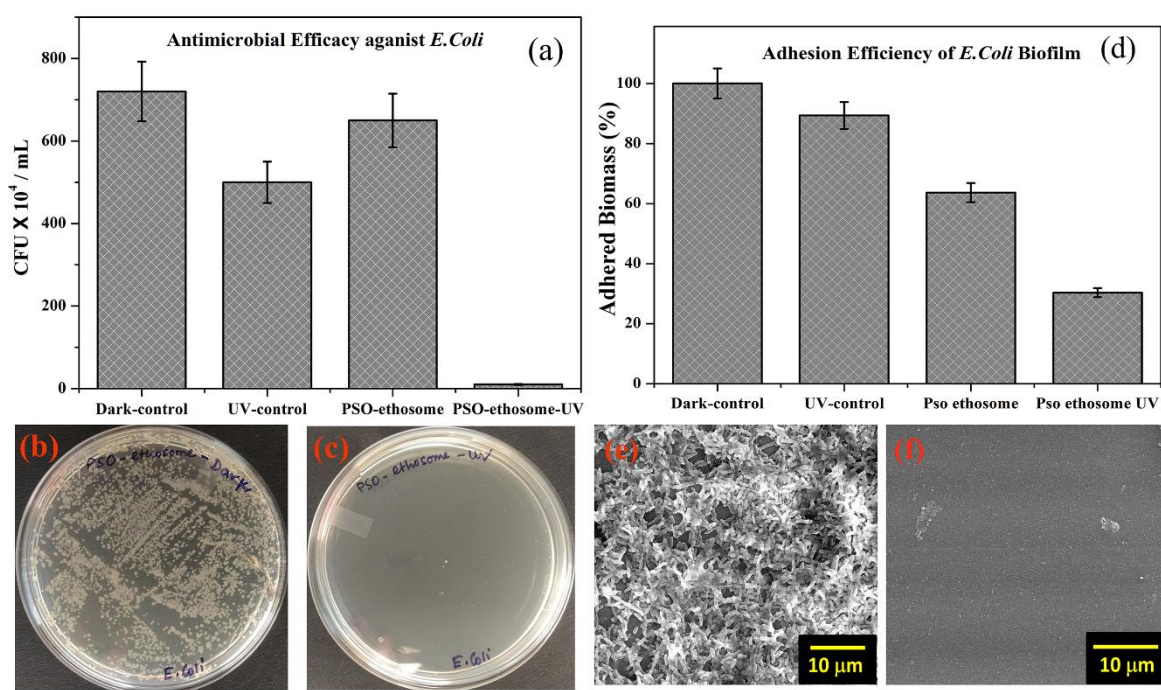 Antimicrobial Efficacy aganist E.Coli
(a)
CFU X 10⁴ / mL
800
600
400
200
0
Dark-control
UV-control
PSO-ethosome
PSO-ethosome-UV
Adhesion Efficiency of E.Coli Biofilm
(d)
Adhered Biomass (%)
100
80
60
40
20
0
Dark-control
UV-control
Pso ethosome
Pso ethosome UV
(b)
PSO-ethosome-Dark
E.Coli
(c)
PSO-ethosome-UV
E.Coli
(e)
10 μm
(f)
10 μm